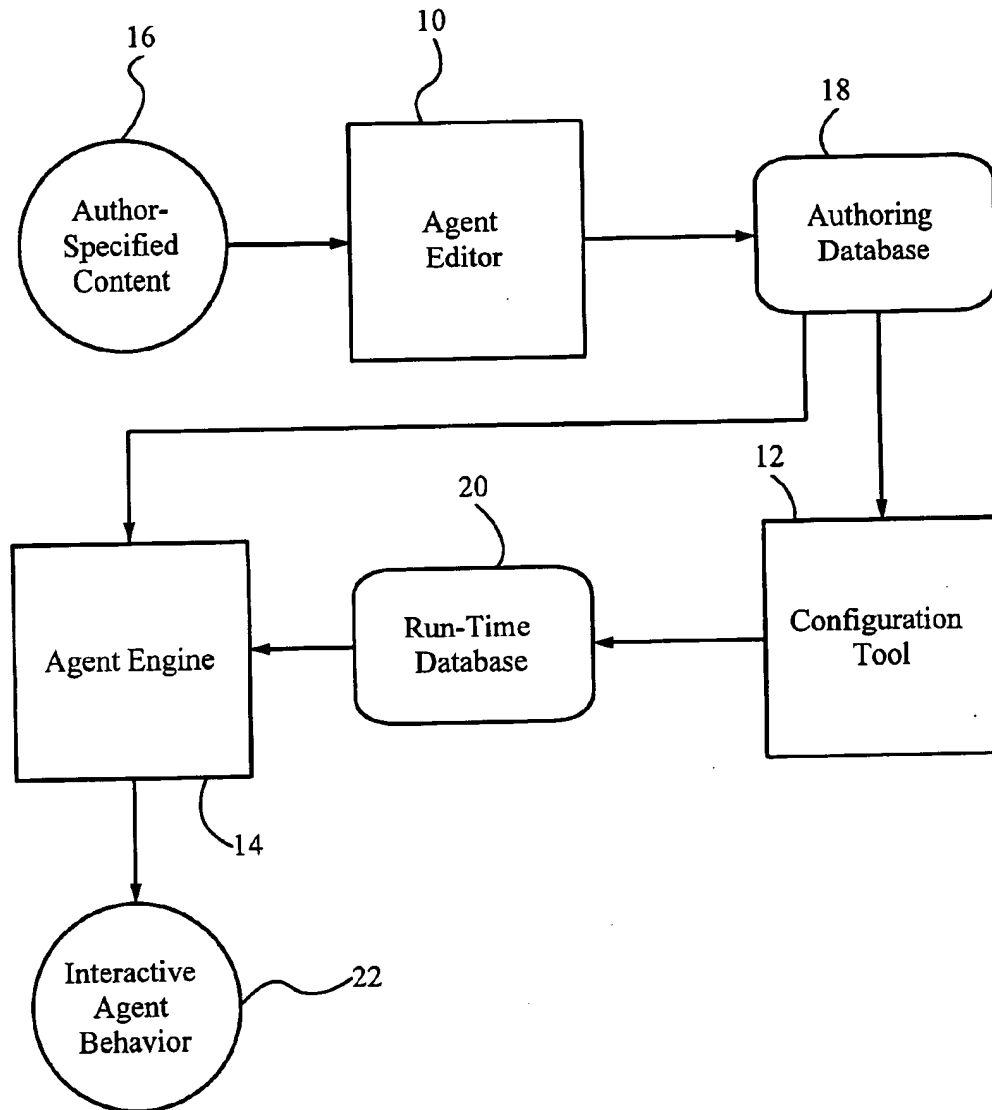 16
10
18
Author-
Specified
Content
Agent
Editor
Authoring
Database
12
20
Agent Engine
Run-Time
Database
Configuration
Tool
14
Interactive
Agent
Behavior
22